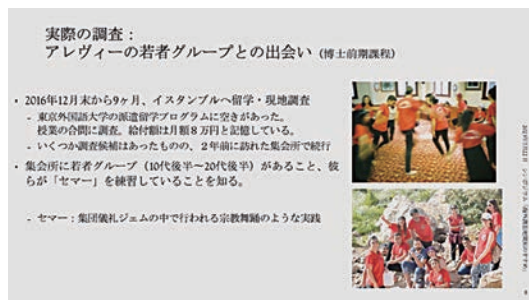 実際の調査：
アレヴィーの若者グループとの出会い（博士前期課程）
• 2016年12月末から9ヶ月、イスタンブルへ留学・現地調査
- 東京外国語大学の派遣留学プログラムに空きがあった。
授業の合間に調査。給付額は月額８万円と記憶している。
- いくつか調査候補はあったものの、２年前に訪れた集会所で続行
• 集会所に若者グループ（10代後半〜20代後半）があること、彼
らが「セマー」を練習していることを知る。
- セマー：集団儀礼ジェムの中で行われる宗教舞踊のような実践